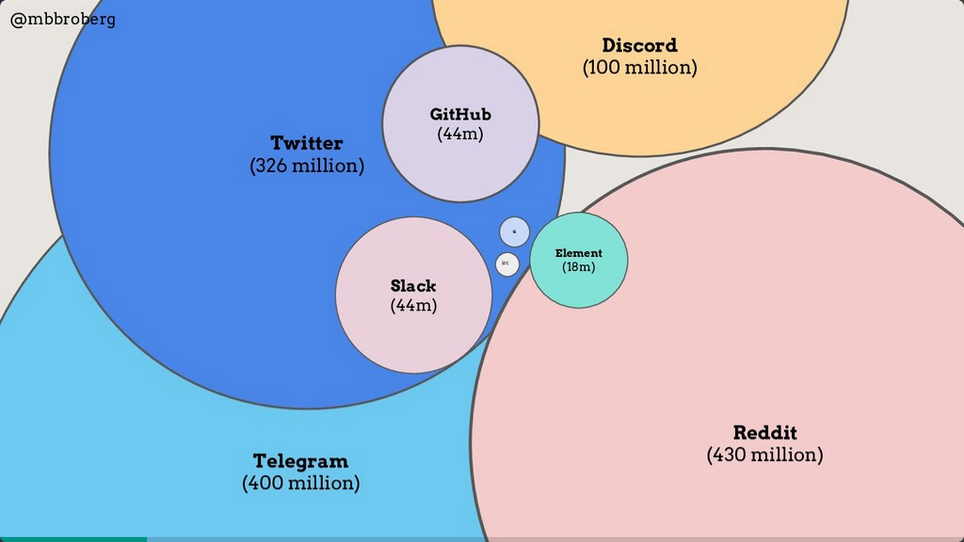 @mbbroberg
Discord
(100 million)
GitHub
(44m)
Twitter
(326 million)
Element
(18m)
irc
Slack
(44m)
Reddit
(430 million)
Telegram
(400 million)